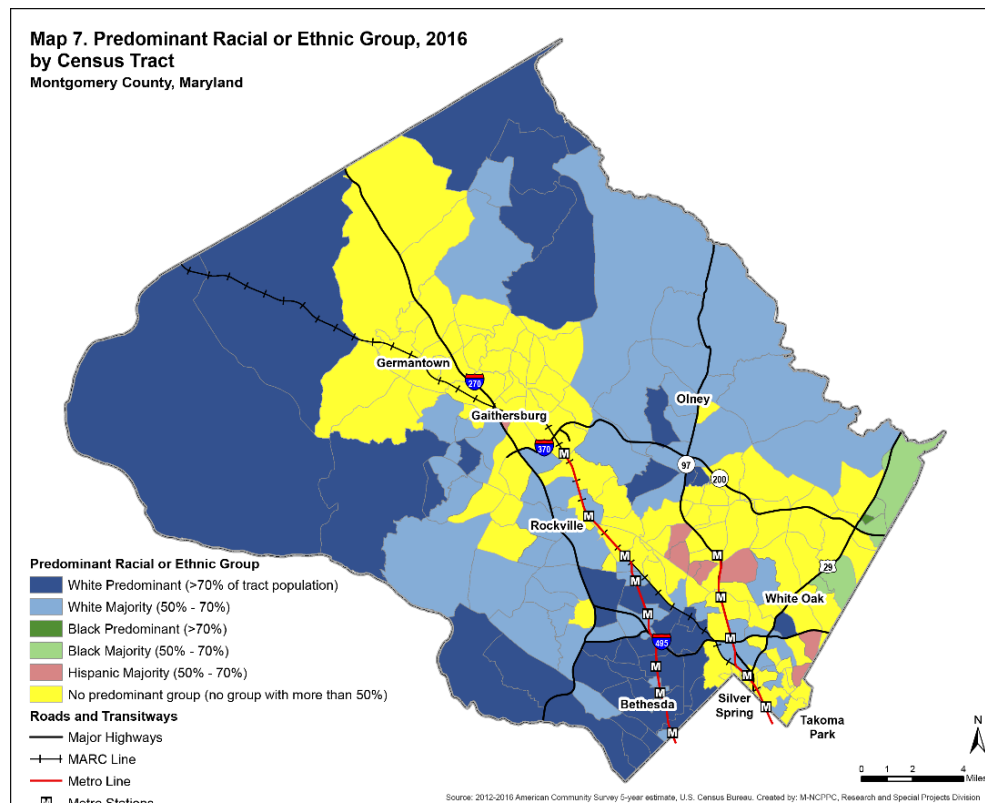 Map 7. Predominant Racial or Ethnic Group, 2016
by Census Tract
Montgomery County, Maryland
Germantown
270
Gaithersburg
Olney
370
M
97
200
M
Rockville
M
M
M
29
M
M
White Oak
M
M
495
M
M
M
Bethesda
Silver
Spring
M
Takoma
Park
M
Predominant Racial or Ethnic Group
White Predominant (>70% of tract population)
White Majority (50% - 70%)
Black Predominant (>70%)
Black Majority (50% - 70%)
Hispanic Majority (50% - 70%)
No predominant group (no group with more than 50%)
Roads and Transitways
Major Highways
MARC Line
Metro Line
M Metro Stations
N
0 1 2 4
Miles
Source: 2012-2016 American Community Survey 5-year estimate, U.S. Census Bureau. Created by: M-NCPPC, Research and Special Projects Division